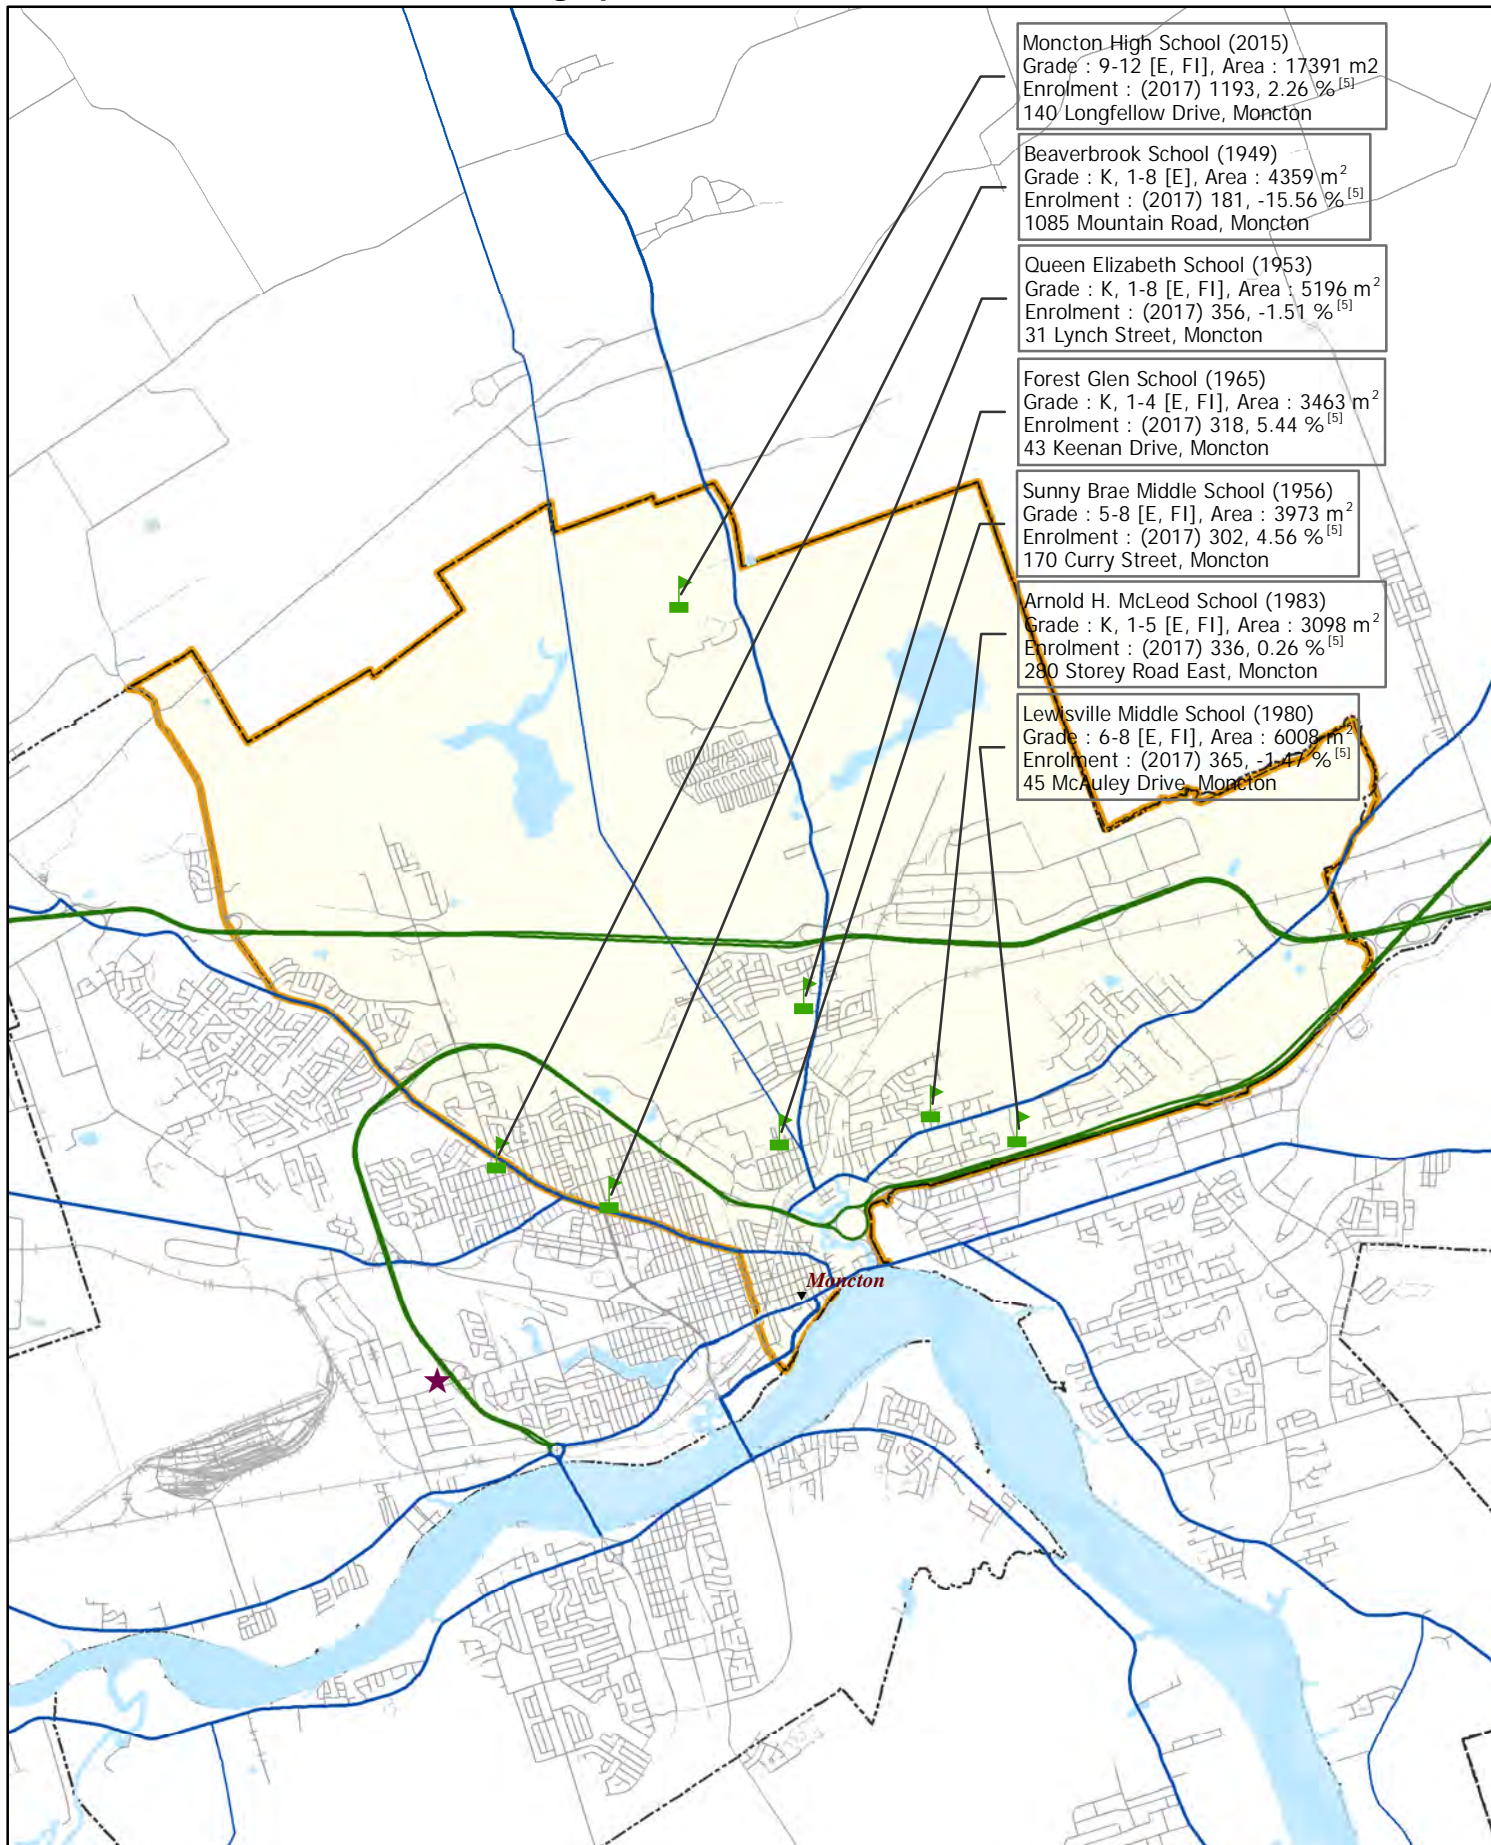 Moncton High School (2015)
Grade : 9-12 [E, FI], Area : 17391 m2
Enrolment : (2017) 1193, 2.26 % [5]
140 Longfellow Drive, Moncton
Beaverbrook School (1949)
Grade : K, 1-8 [E], Area : 4359 m2
Enrolment : (2017) 181, -15.56 % [5]
1085 Mountain Road, Moncton
Queen Elizabeth School (1953)
Grade : K, 1-8 [E, FI], Area : 5196 m2
Enrolment : (2017) 356, -1.51 % [5]
31 Lynch Street, Moncton
Forest Glen School (1965)
Grade : K, 1-4 [E, FI], Area : 3463 m2
Enrolment : (2017) 318, 5.44 % [5]
43 Keenan Drive, Moncton
Sunny Brae Middle School (1956)
Grade : 5-8 [E, FI], Area : 3973 m2
Enrolment : (2017) 302, 4.56 % [5]
170 Curry Street, Moncton
Arnold H. McLeod School (1983)
Grade : K, 1-5 [E, FI], Area : 3098 m2
Enrolment : (2017) 336, 0.26 % [5]
280 Storey Road East, Moncton
Lewisville Middle School (1980)
Grade : 6-8 [E, FI], Area : 6008 m2
Enrolment : (2017) 365, -1.47 % [5]
45 McAuley Drive, Moncton
Moncton